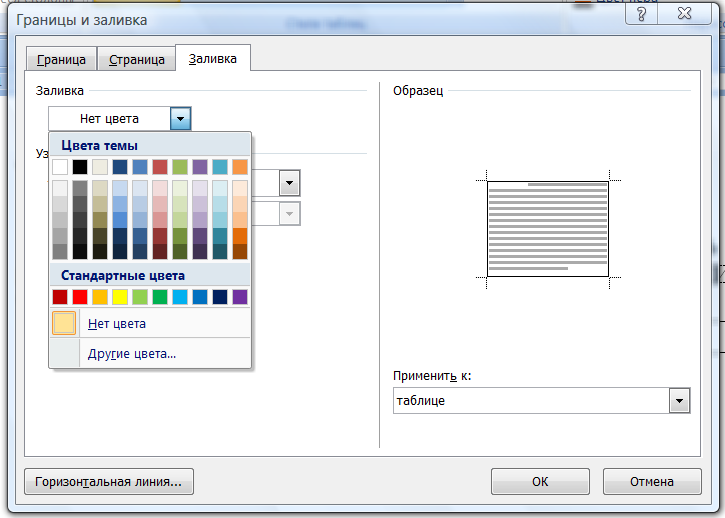 Границы и заливка
Граница
Страница
Заливка
Заливка
Образец
Нет цвета
Уз
Цвета темы
Стандартные цвета
Нет цвета
Другие цвета...
Применить к:
таблице
Горизонтальная линия...
ОК
Отмена